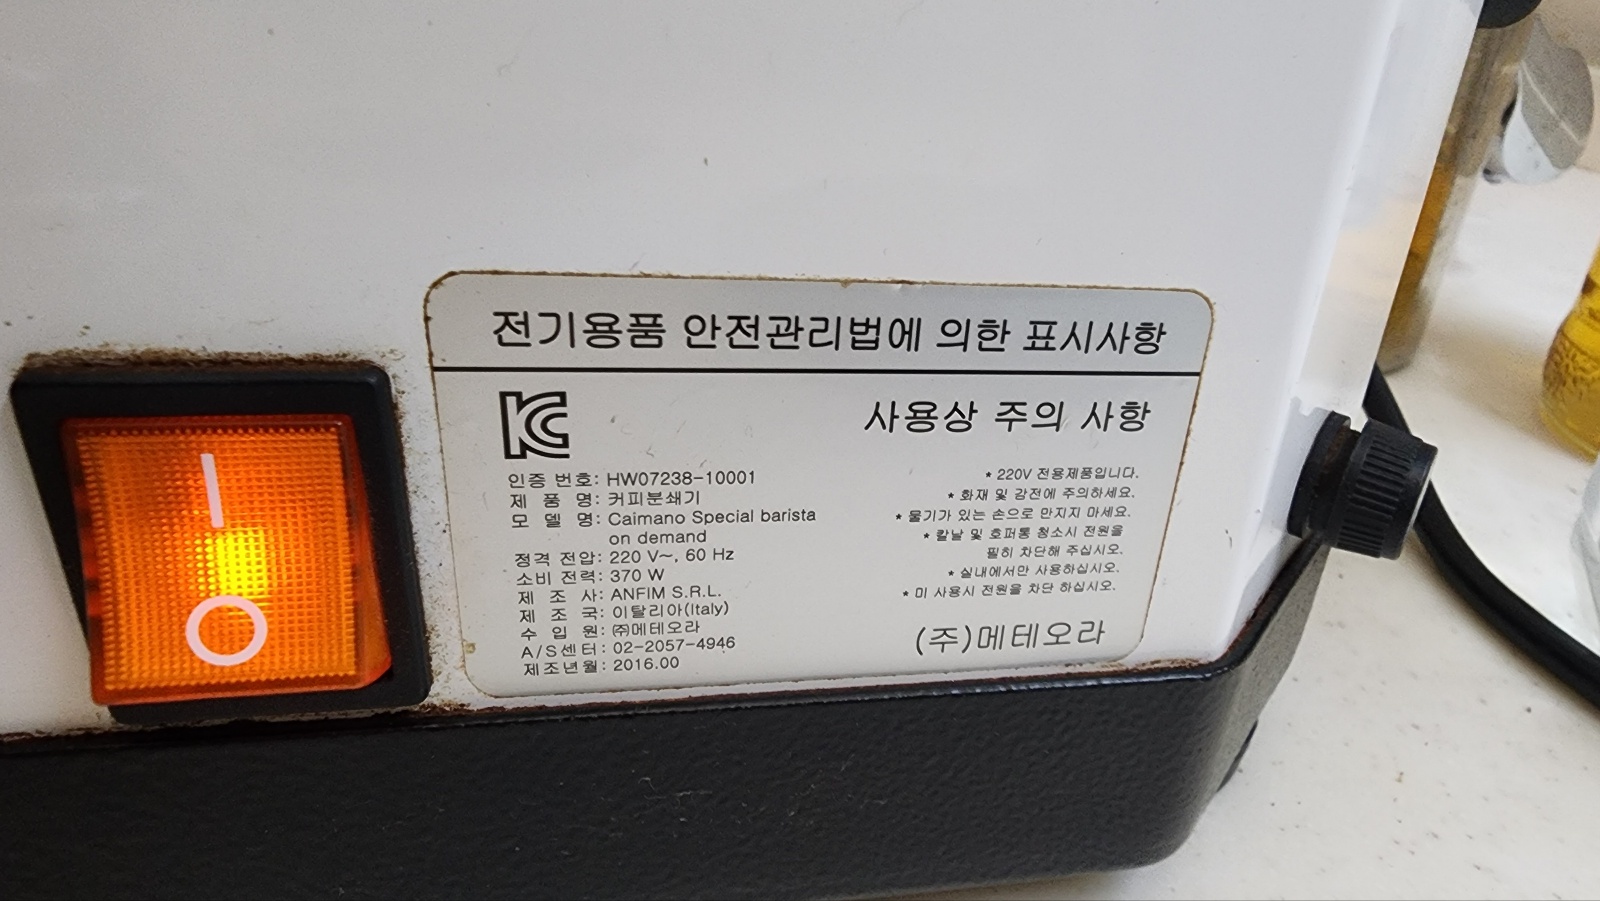 전기용품 안전관리법에 의한 표시사항
KC
사용상 주의 사항
인증 번호: HW07238-10001
제 품 명: 커피분쇄기
모 델 명: Caimano Special barista
on demand
정격 전압: 220 V~, 60 Hz
소비 전력: 370 W
제 조 사: ANFIM S.R.L.
제 조 국: 이탈리아(Italy)
수 입 원: ㈜메테오라
A/S센터: 02-2057-4946
제조년월: 2016.00
* 220V 전용제품입니다.
* 화재 및 감전에 주의하세요.
* 물기가 있는 손으로 만지지 마세요.
* 칼날 및 호퍼통 청소시 전원을
필히 차단해 주십시오.
* 실내에서만 사용하십시오.
* 미 사용시 전원을 차단 하십시오.
(주)메테오라